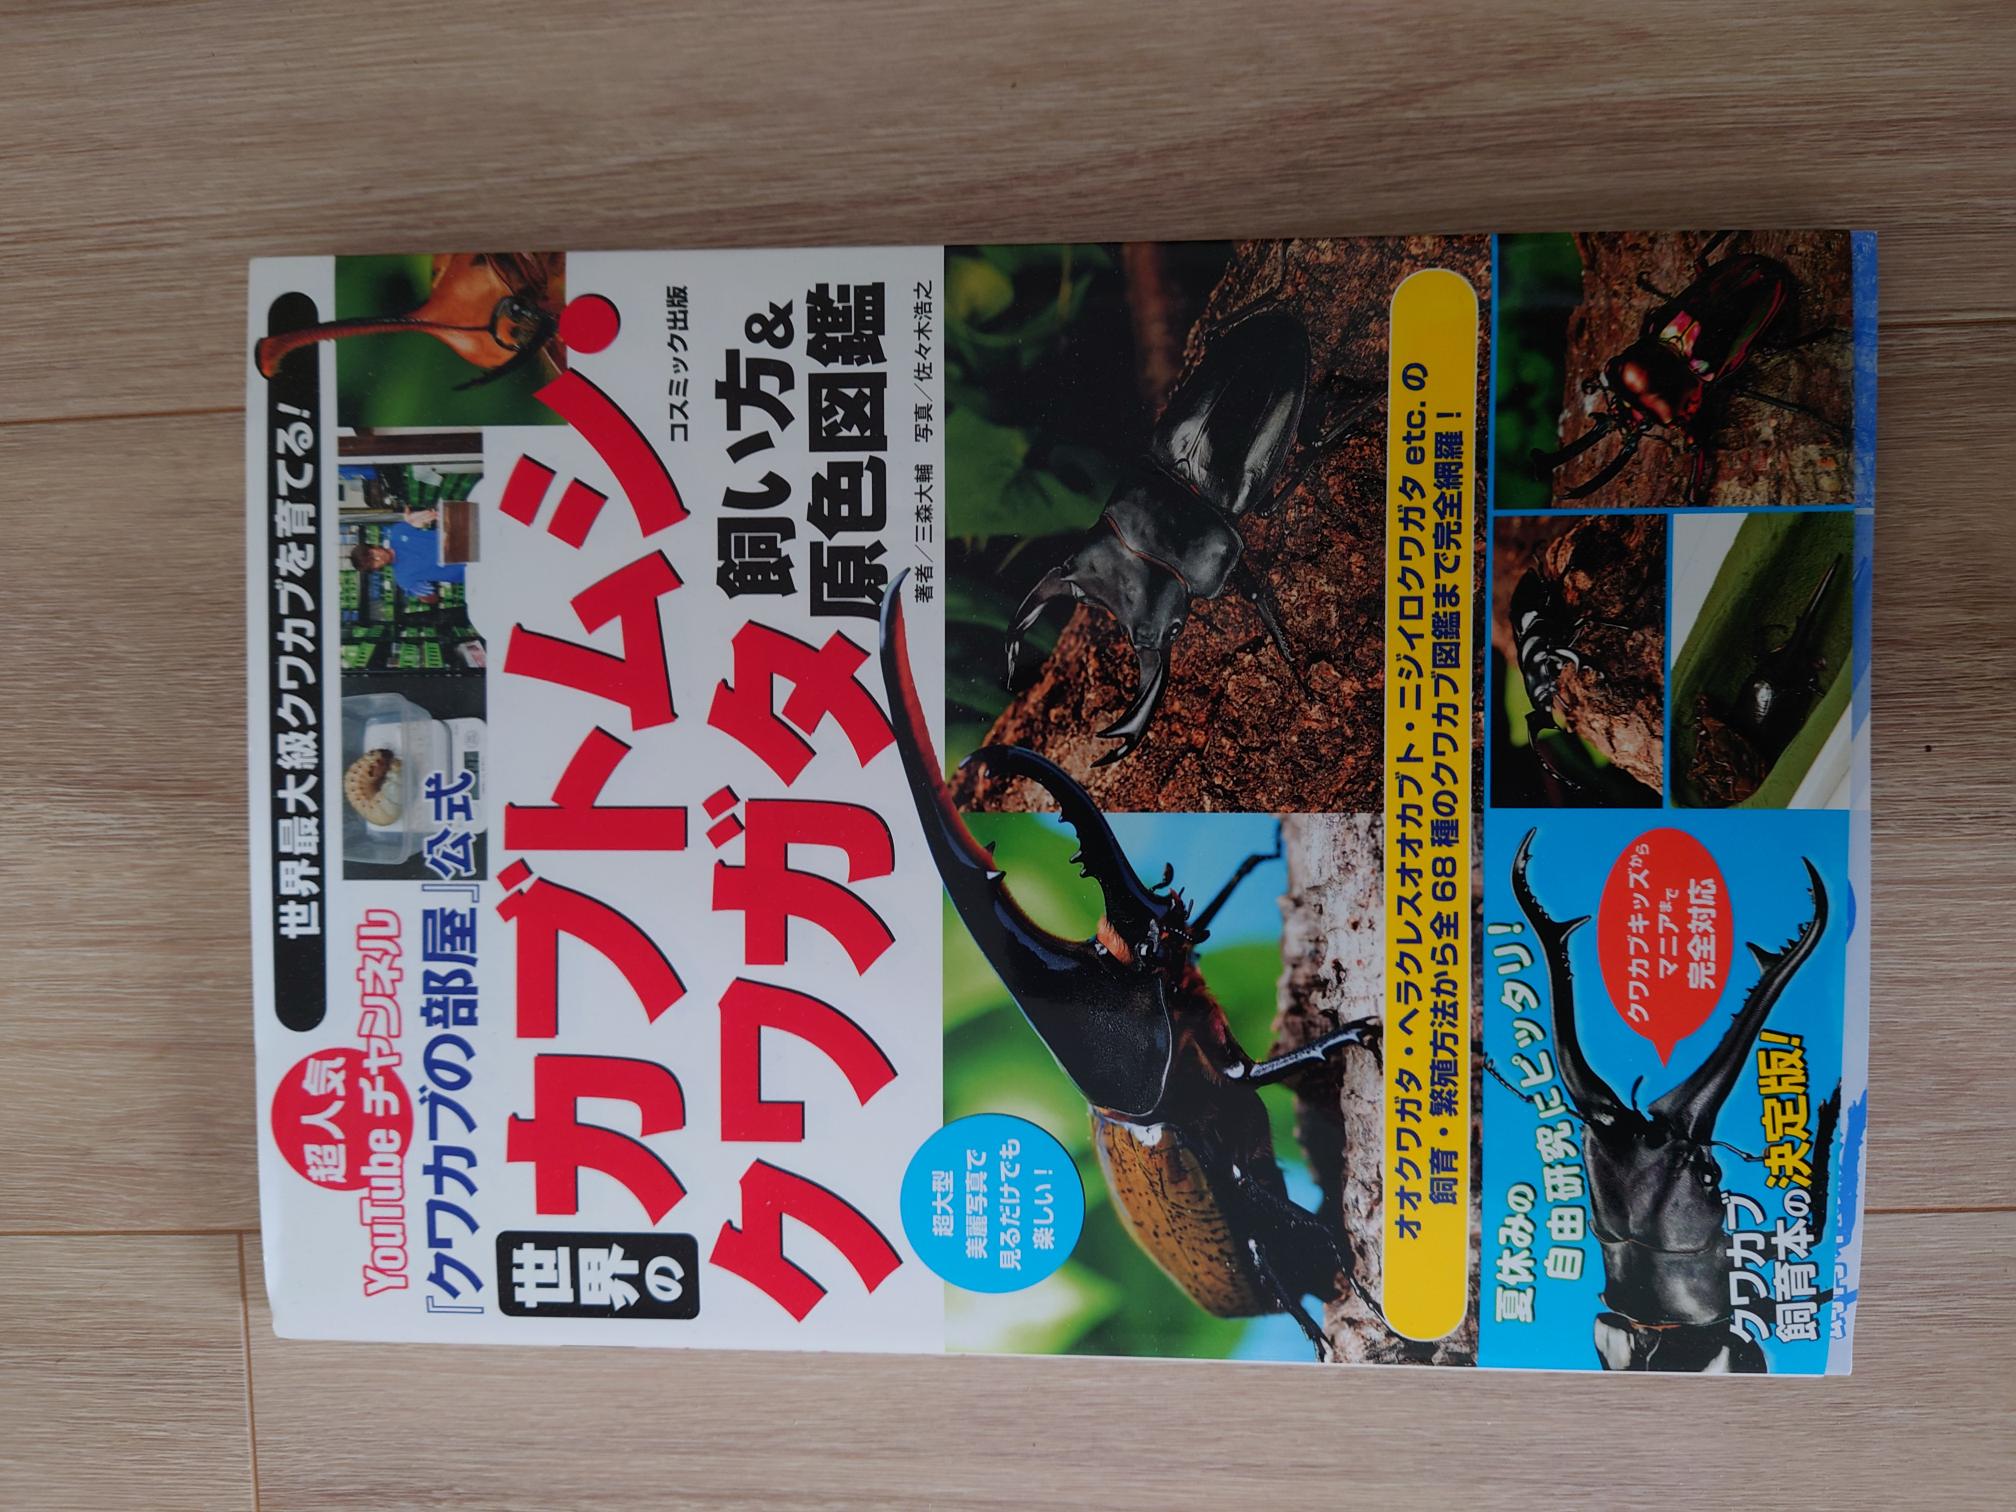 世界最大級クワカブを育てる!
超人気
YouTubeチャンネル
『クワカブの部屋』公式
世界の
カブトムシ・
コスミック出版
クワガタ
飼い方&
原色図鑑
著者/三森大輔 写真/佐々木浩之
超大型
美麗写真で
見るだけでも
楽しい!
オオクワガタ・ヘラクレスオオカブト・ニジイロクワガタ etc. の
飼育・繁殖方法から全 68 種のクワカブ図鑑まで完全網羅!
夏休みの
自由研究にピッタリ!
クワカブキッズから
マニアまで
完全対応
クワカブ
飼育本の決定版!